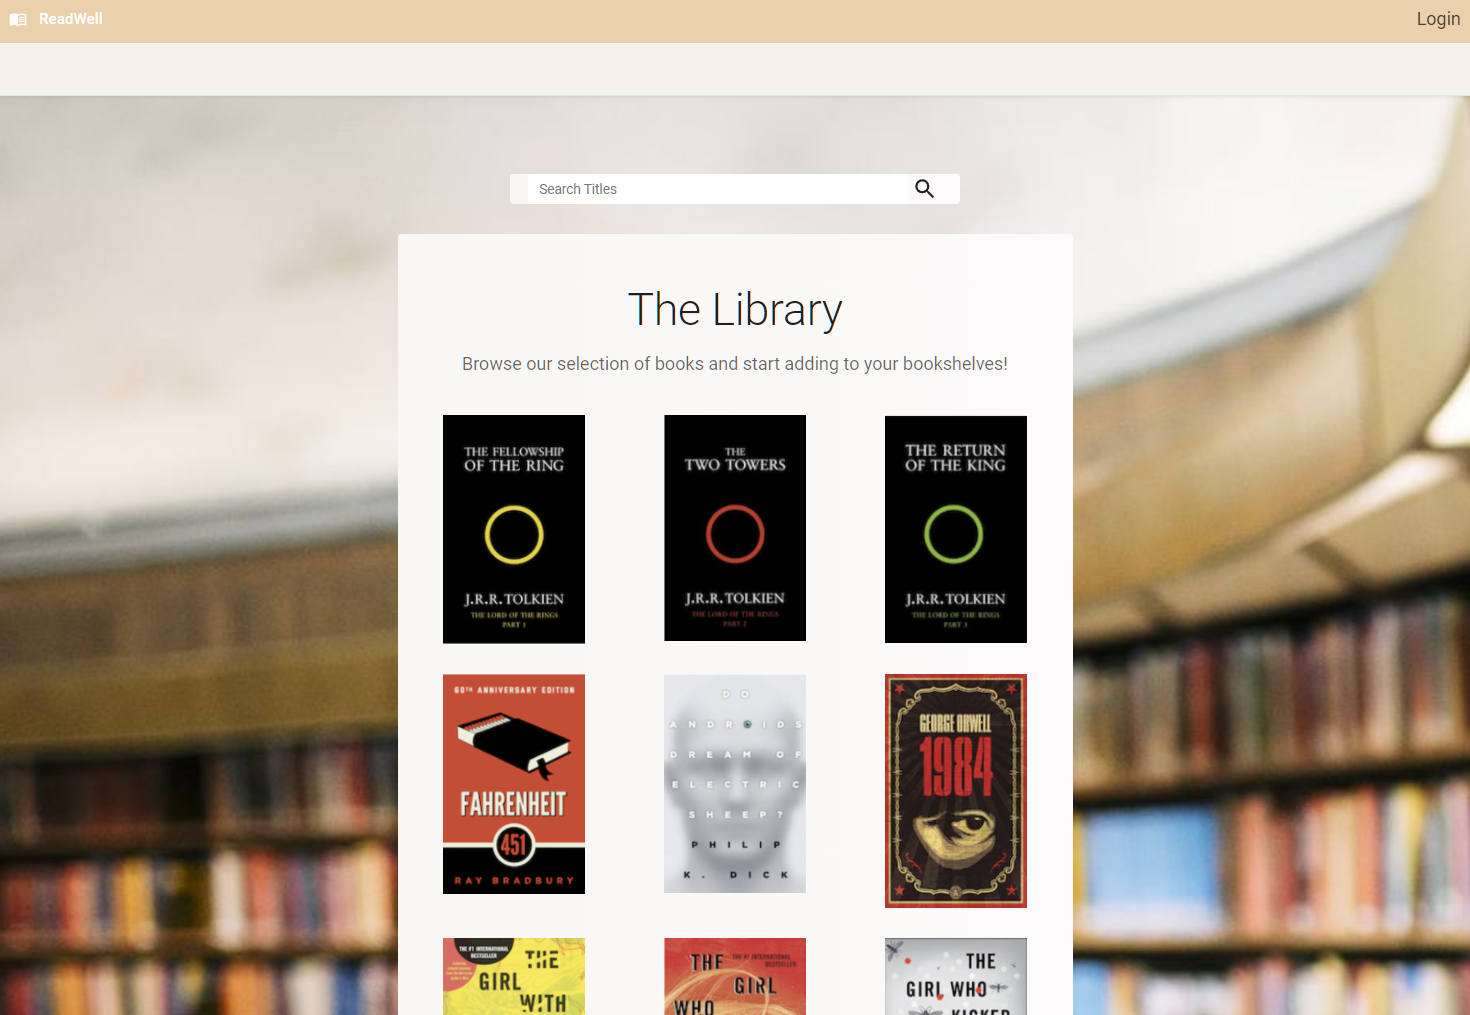 ReadWell
Login
Search Titles
The Library
Browse our selection of books and start adding to your bookshelves!
THE FELLOWSHIP
OF THE RING
J.R.R. TOLKIEN
THE LORD OF THE RINGS
PART 1
THE
TWO TOWERS
J.R.R. TOLKIEN
THE LORD OF THE RINGS
PART 2
THE RETURN
OF THE KING
J.R.R. TOLKIEN
THE LORD OF THE RINGS
PART 3
60TH ANNIVERSARY EDITION
FAHRENHEIT
451
RAY BRADBURY
DO
ANDROIDS
DREAM OF
ELECTRIC
SHEEP?
PHILIP
K. DICK
GEORGE ORWELL
1984
THE #1 INTERNATIONAL
BESTSELLER
THE
GIRL
WITH
THE
THE #1 INTERNATIONAL
BESTSELLER
GIRL
WHO
THE
GIRL WHO
KICKED